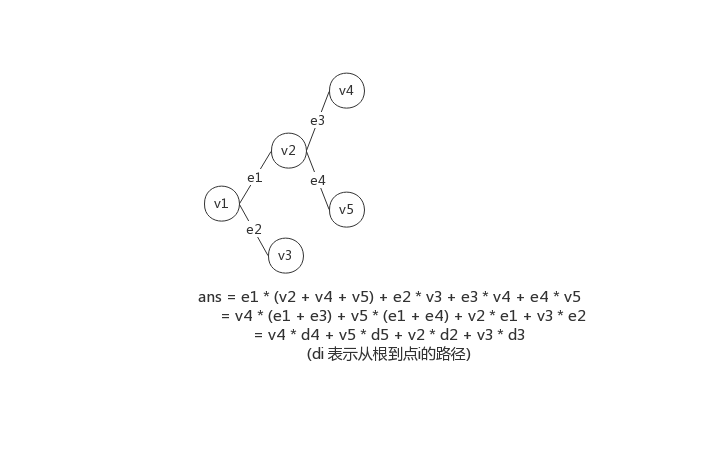 v4
e3
v2
e1
e4
v1
v5
e2
v3
ans = e1 * (v2 + v4 + v5) + e2 * v3 + e3 * v4 + e4 * v5
= v4 * (e1 + e3) + v5 * (e1 + e4) + v2 * e1 + v3 * e2
= v4 * d4 + v5 * d5 + v2 * d2 + v3 * d3
(di 表示从根到点i的路径)